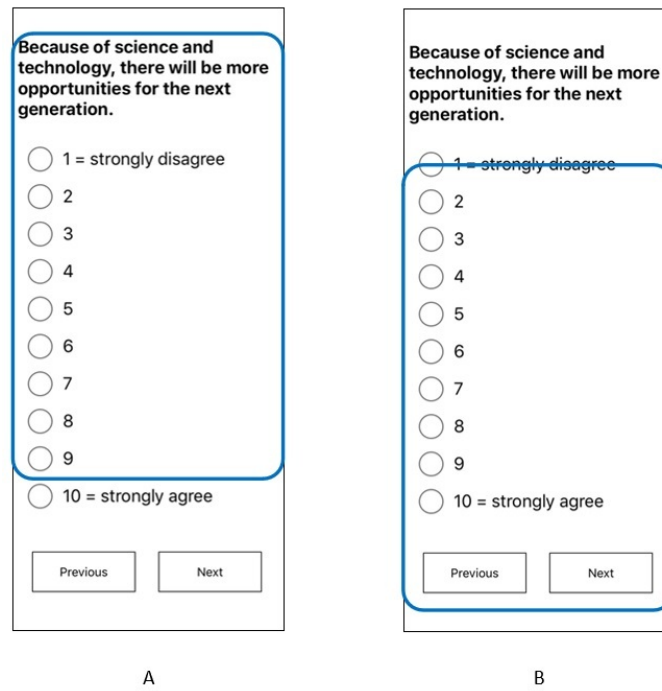 Because of science and
technology, there will be more
opportunities for the next
generation.
1 = strongly disagree
2
3
4
5
6
7
8
9
10 = strongly agree
Previous Next
A
Because of science and
technology, there will be more
opportunities for the next
generation.
1 = strongly disagree
2
3
4
5
6
7
8
9
10 = strongly agree
Previous Next
B